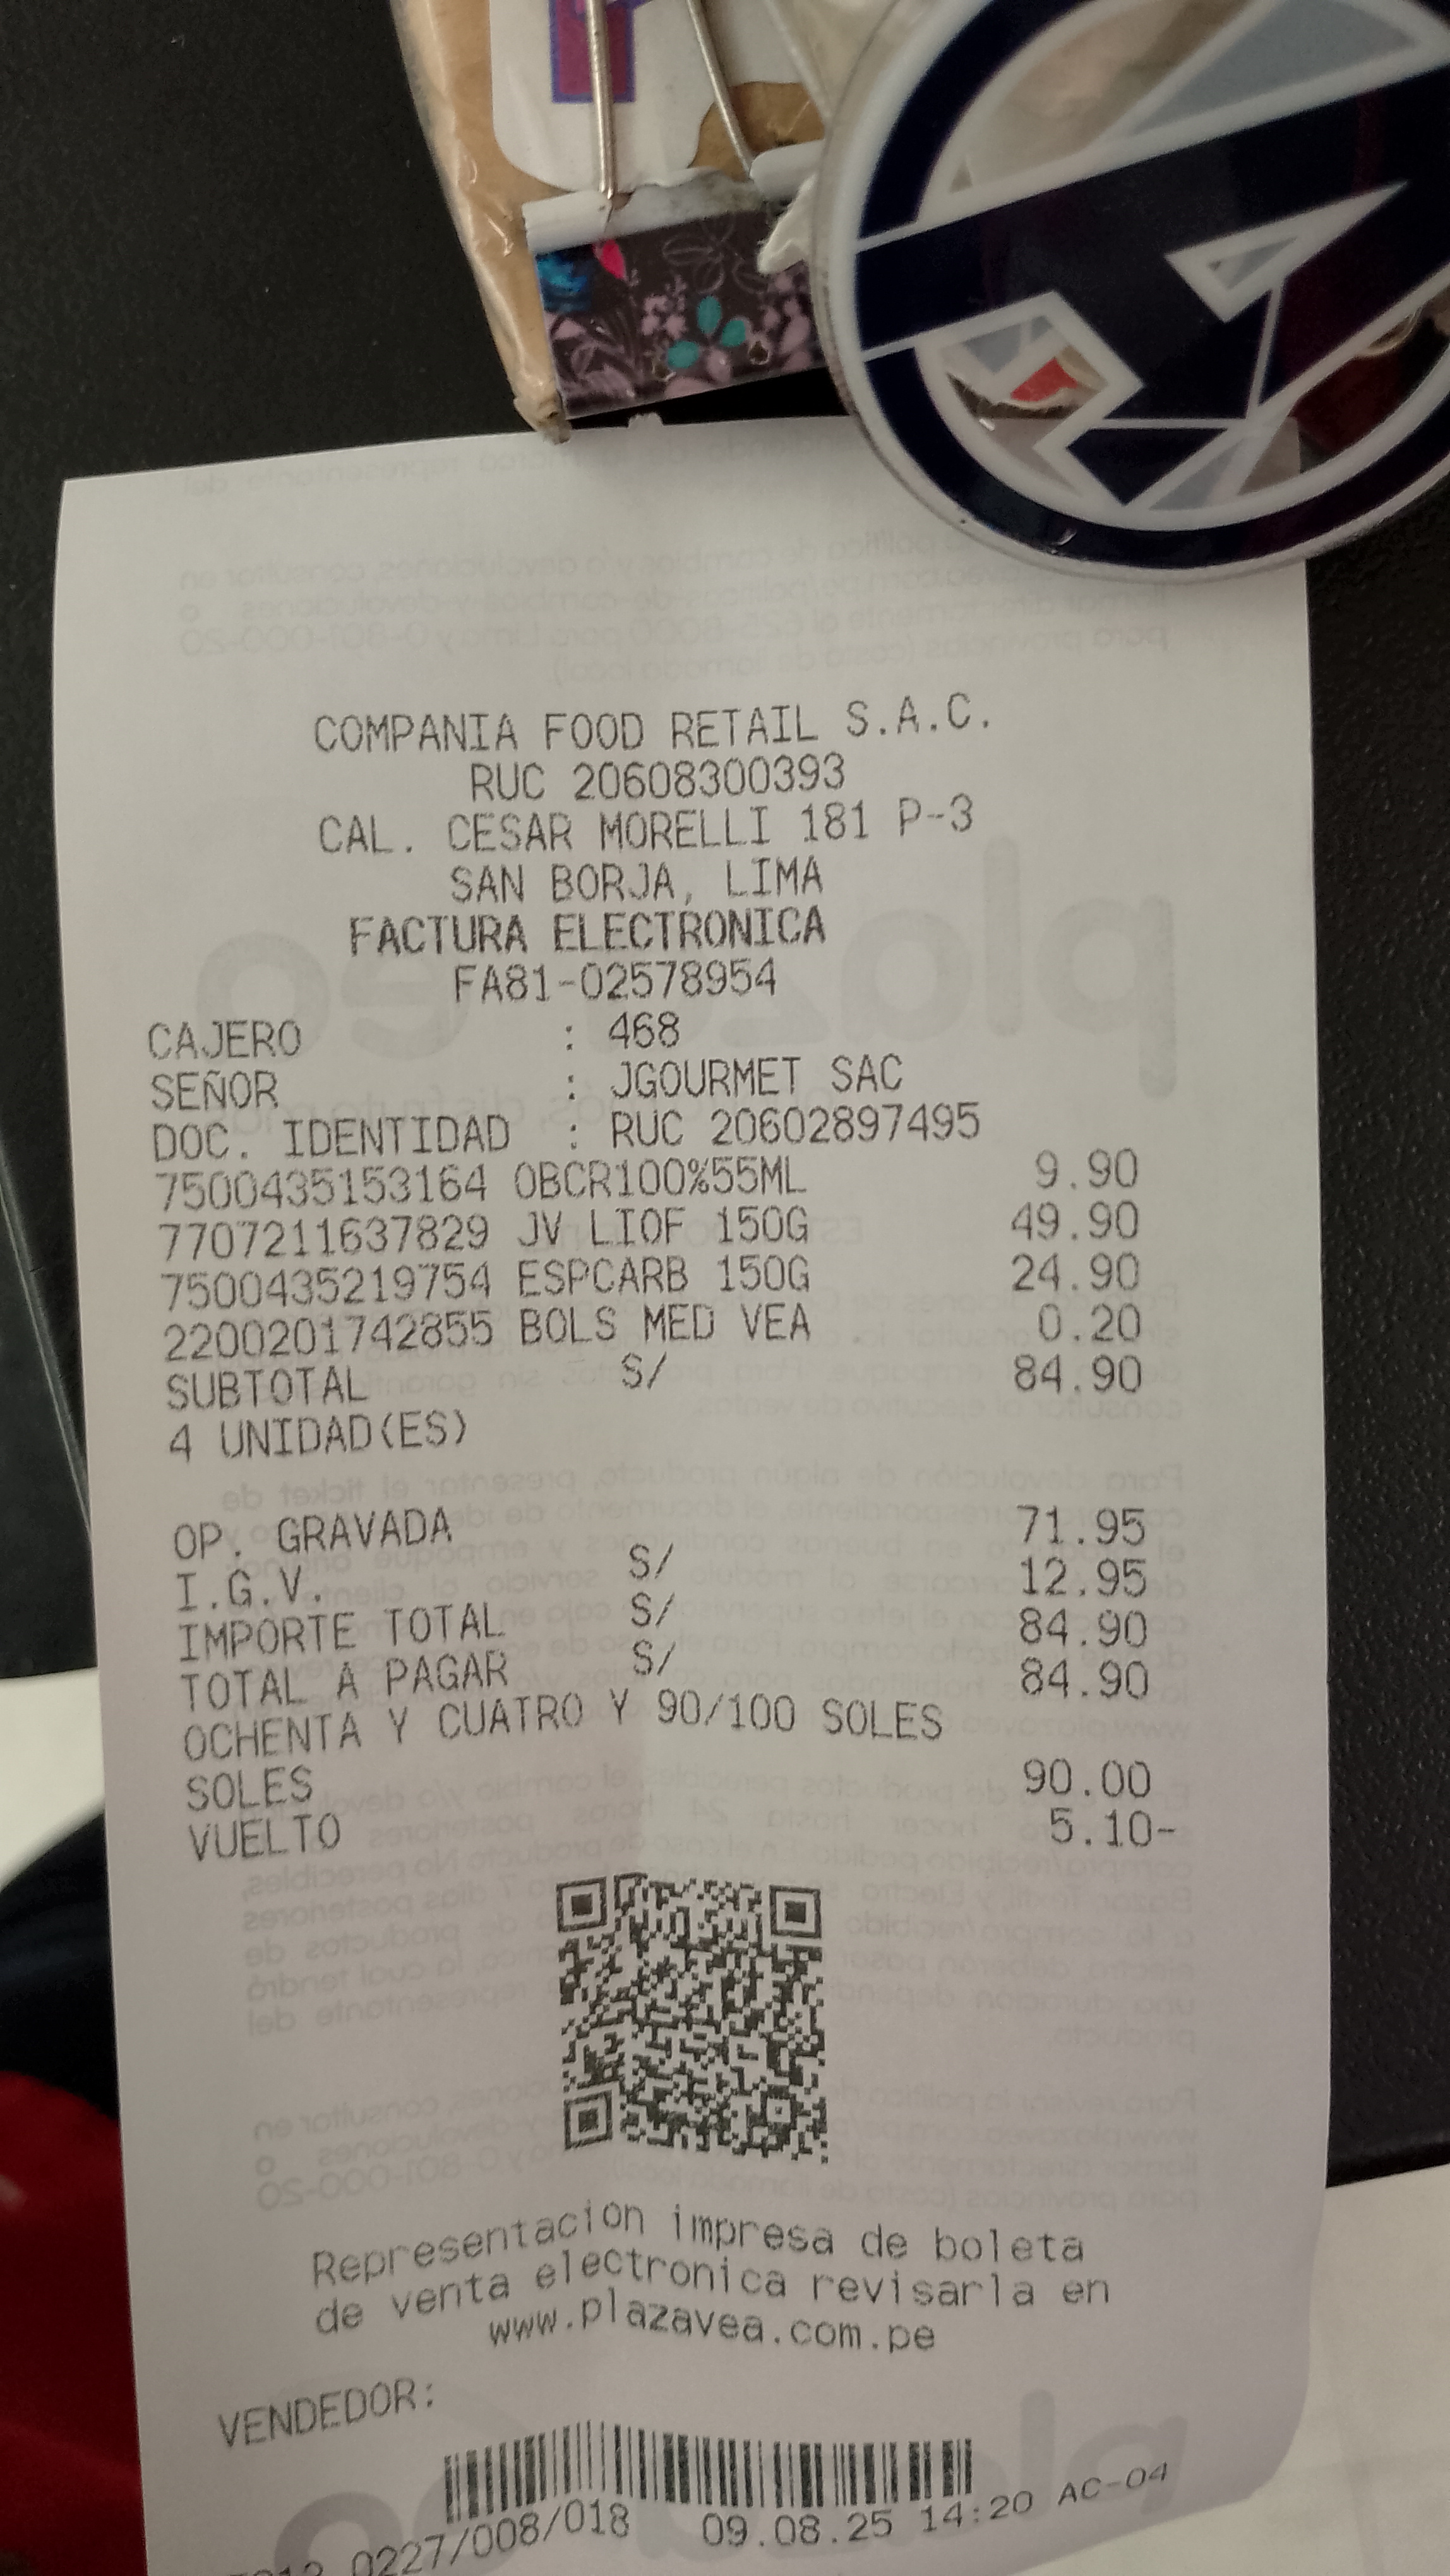 COMPANIA FOOD RETAIL S.A.C.
RUC 20608300393
CAL. CESAR MORELLI 181 P-3
SAN BORJA, LIMA
FACTURA ELECTRONICA
FA81-02578954
CAJERO : 468
SEÑOR : JGOURMET SAC
DOC. IDENTIDAD : RUC 20602897495
7500435153164 OBCR100%55ML 9.90
7707211637829 JV LIOF 150G 49.90
7500435219754 ESPCARB 150G 24.90
2200201742855 BOLS MED VEA . 0.20
SUBTOTAL S/ 84.90
4 UNIDAD(ES)
OP. GRAVADA 71.95
I.G.V. S/ 12.95
IMPORTE TOTAL S/ 84.90
TOTAL A PAGAR S/ 84.90
OCHENTA Y CUATRO Y 90/100 SOLES
SOLES 90.00
VUELTO 5.10-
Representacion impresa de boleta
de venta electronica revisarla en
www.plazavea.com.pe
VENDEDOR:
0227/008/018 09.08.25 14:20 AC-04